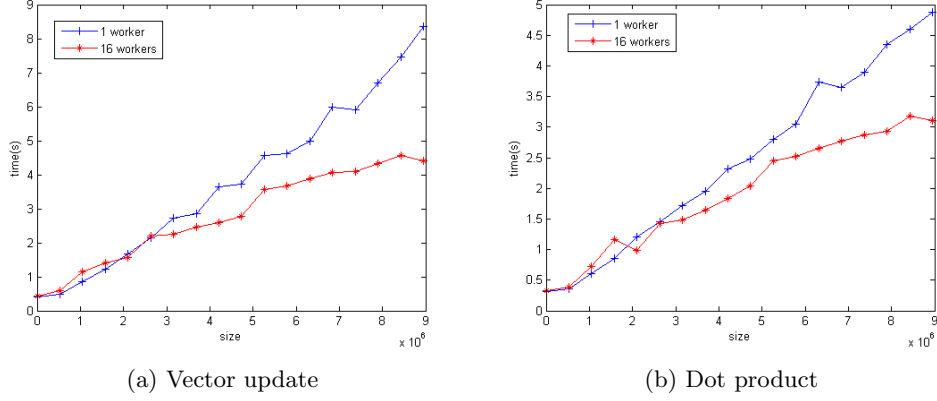 9
8
7
6
5
4
3
2
1
0
time(s)
1 worker
16 workers
0 1 2 3 4 5 6 7 8 9
size
x 10^6
(a) Vector update
5
4.5
4
3.5
3
2.5
2
1.5
1
0.5
0
time(s)
1 worker
16 workers
0 1 2 3 4 5 6 7 8 9
size
x 10^6
(b) Dot product